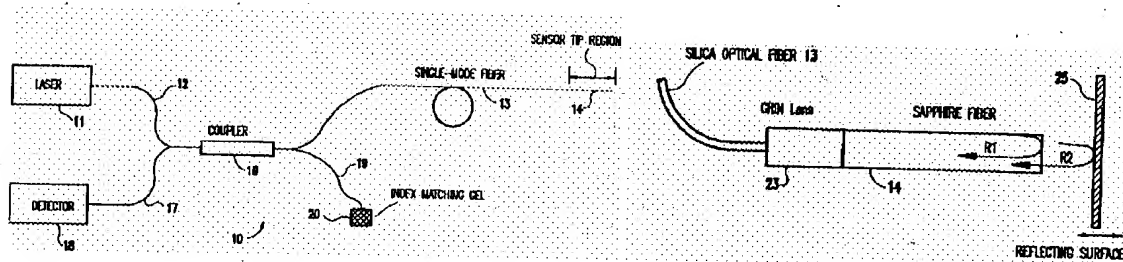 LASER
11
12
COUPLER
18
SINGLE-MODE FIBER
13
SENSOR TIP REGION
14
DETECTOR
18
17
10
19
20
INDEX MATCHING GEL
SILICA OPTICAL FIBER 13
GRIN Lens
SAPPHIRE FIBER
25
R1
R2
23
14
REFLECTING SURFACE